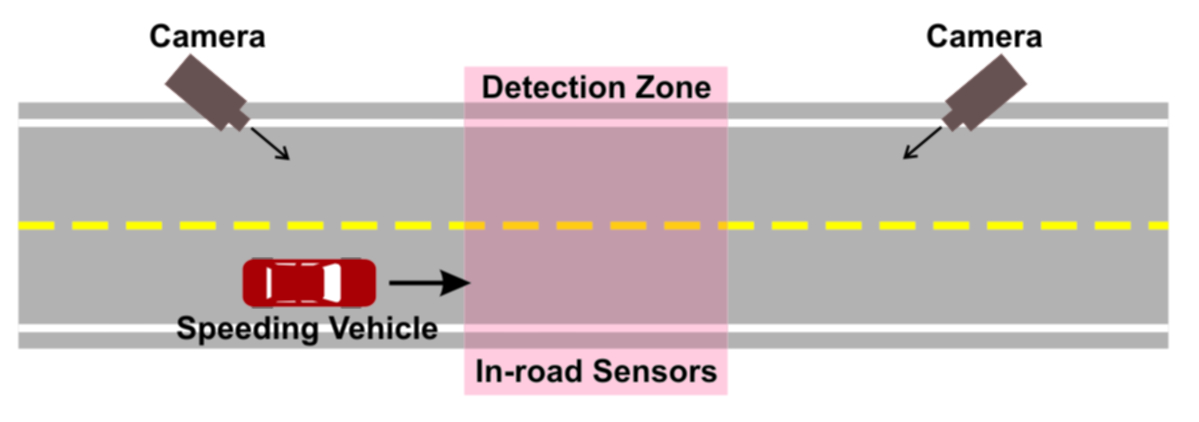 Camera
Camera
Detection Zone
Speeding Vehicle
In-road Sensors